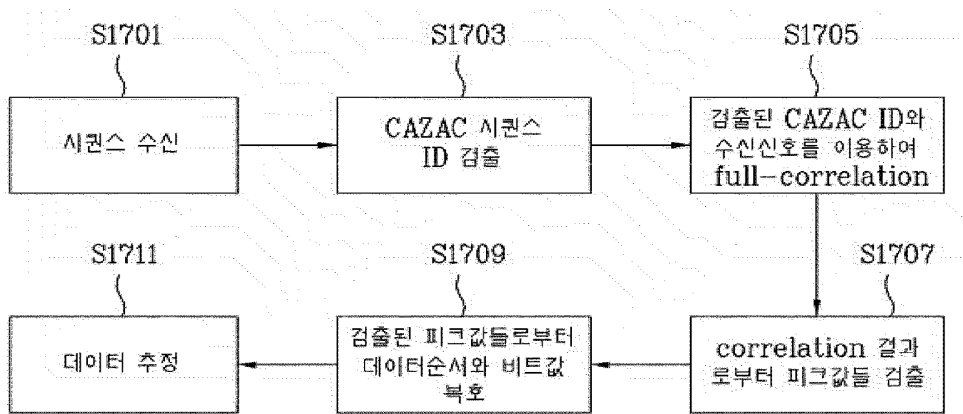 S1701
시퀀스 수신
S1703
CAZAC 시퀀스
ID 검출
S1705
검출된 CAZAC ID와
수신신호를 이용하여
full-correlation
S1707
correlation 결과
로부터 피크값들 검출
S1709
검출된 피크값들로부터
데이터순서와 비트값
복호
S1711
데이터 추정